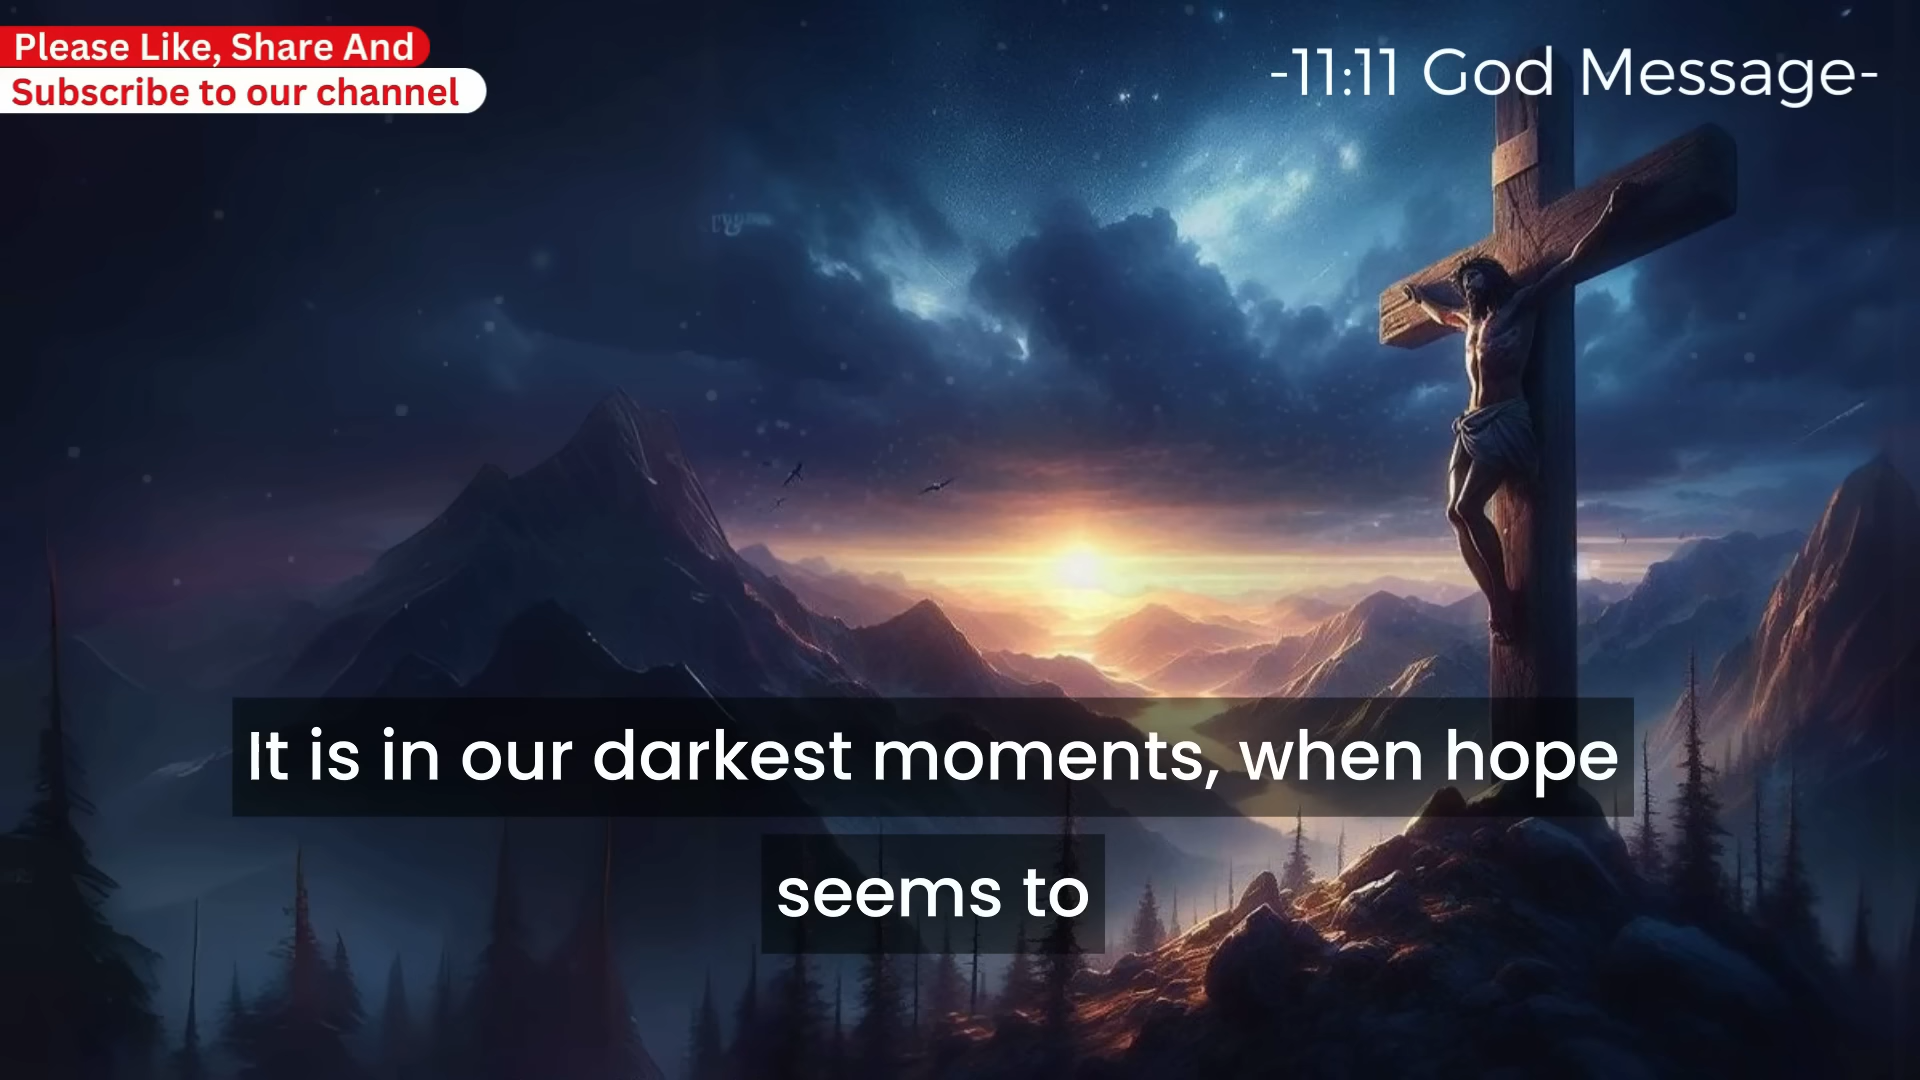 Please Like, Share And
Subscribe to our channel
-11:11 God Message-
It is in our darkest moments, when hope
seems to